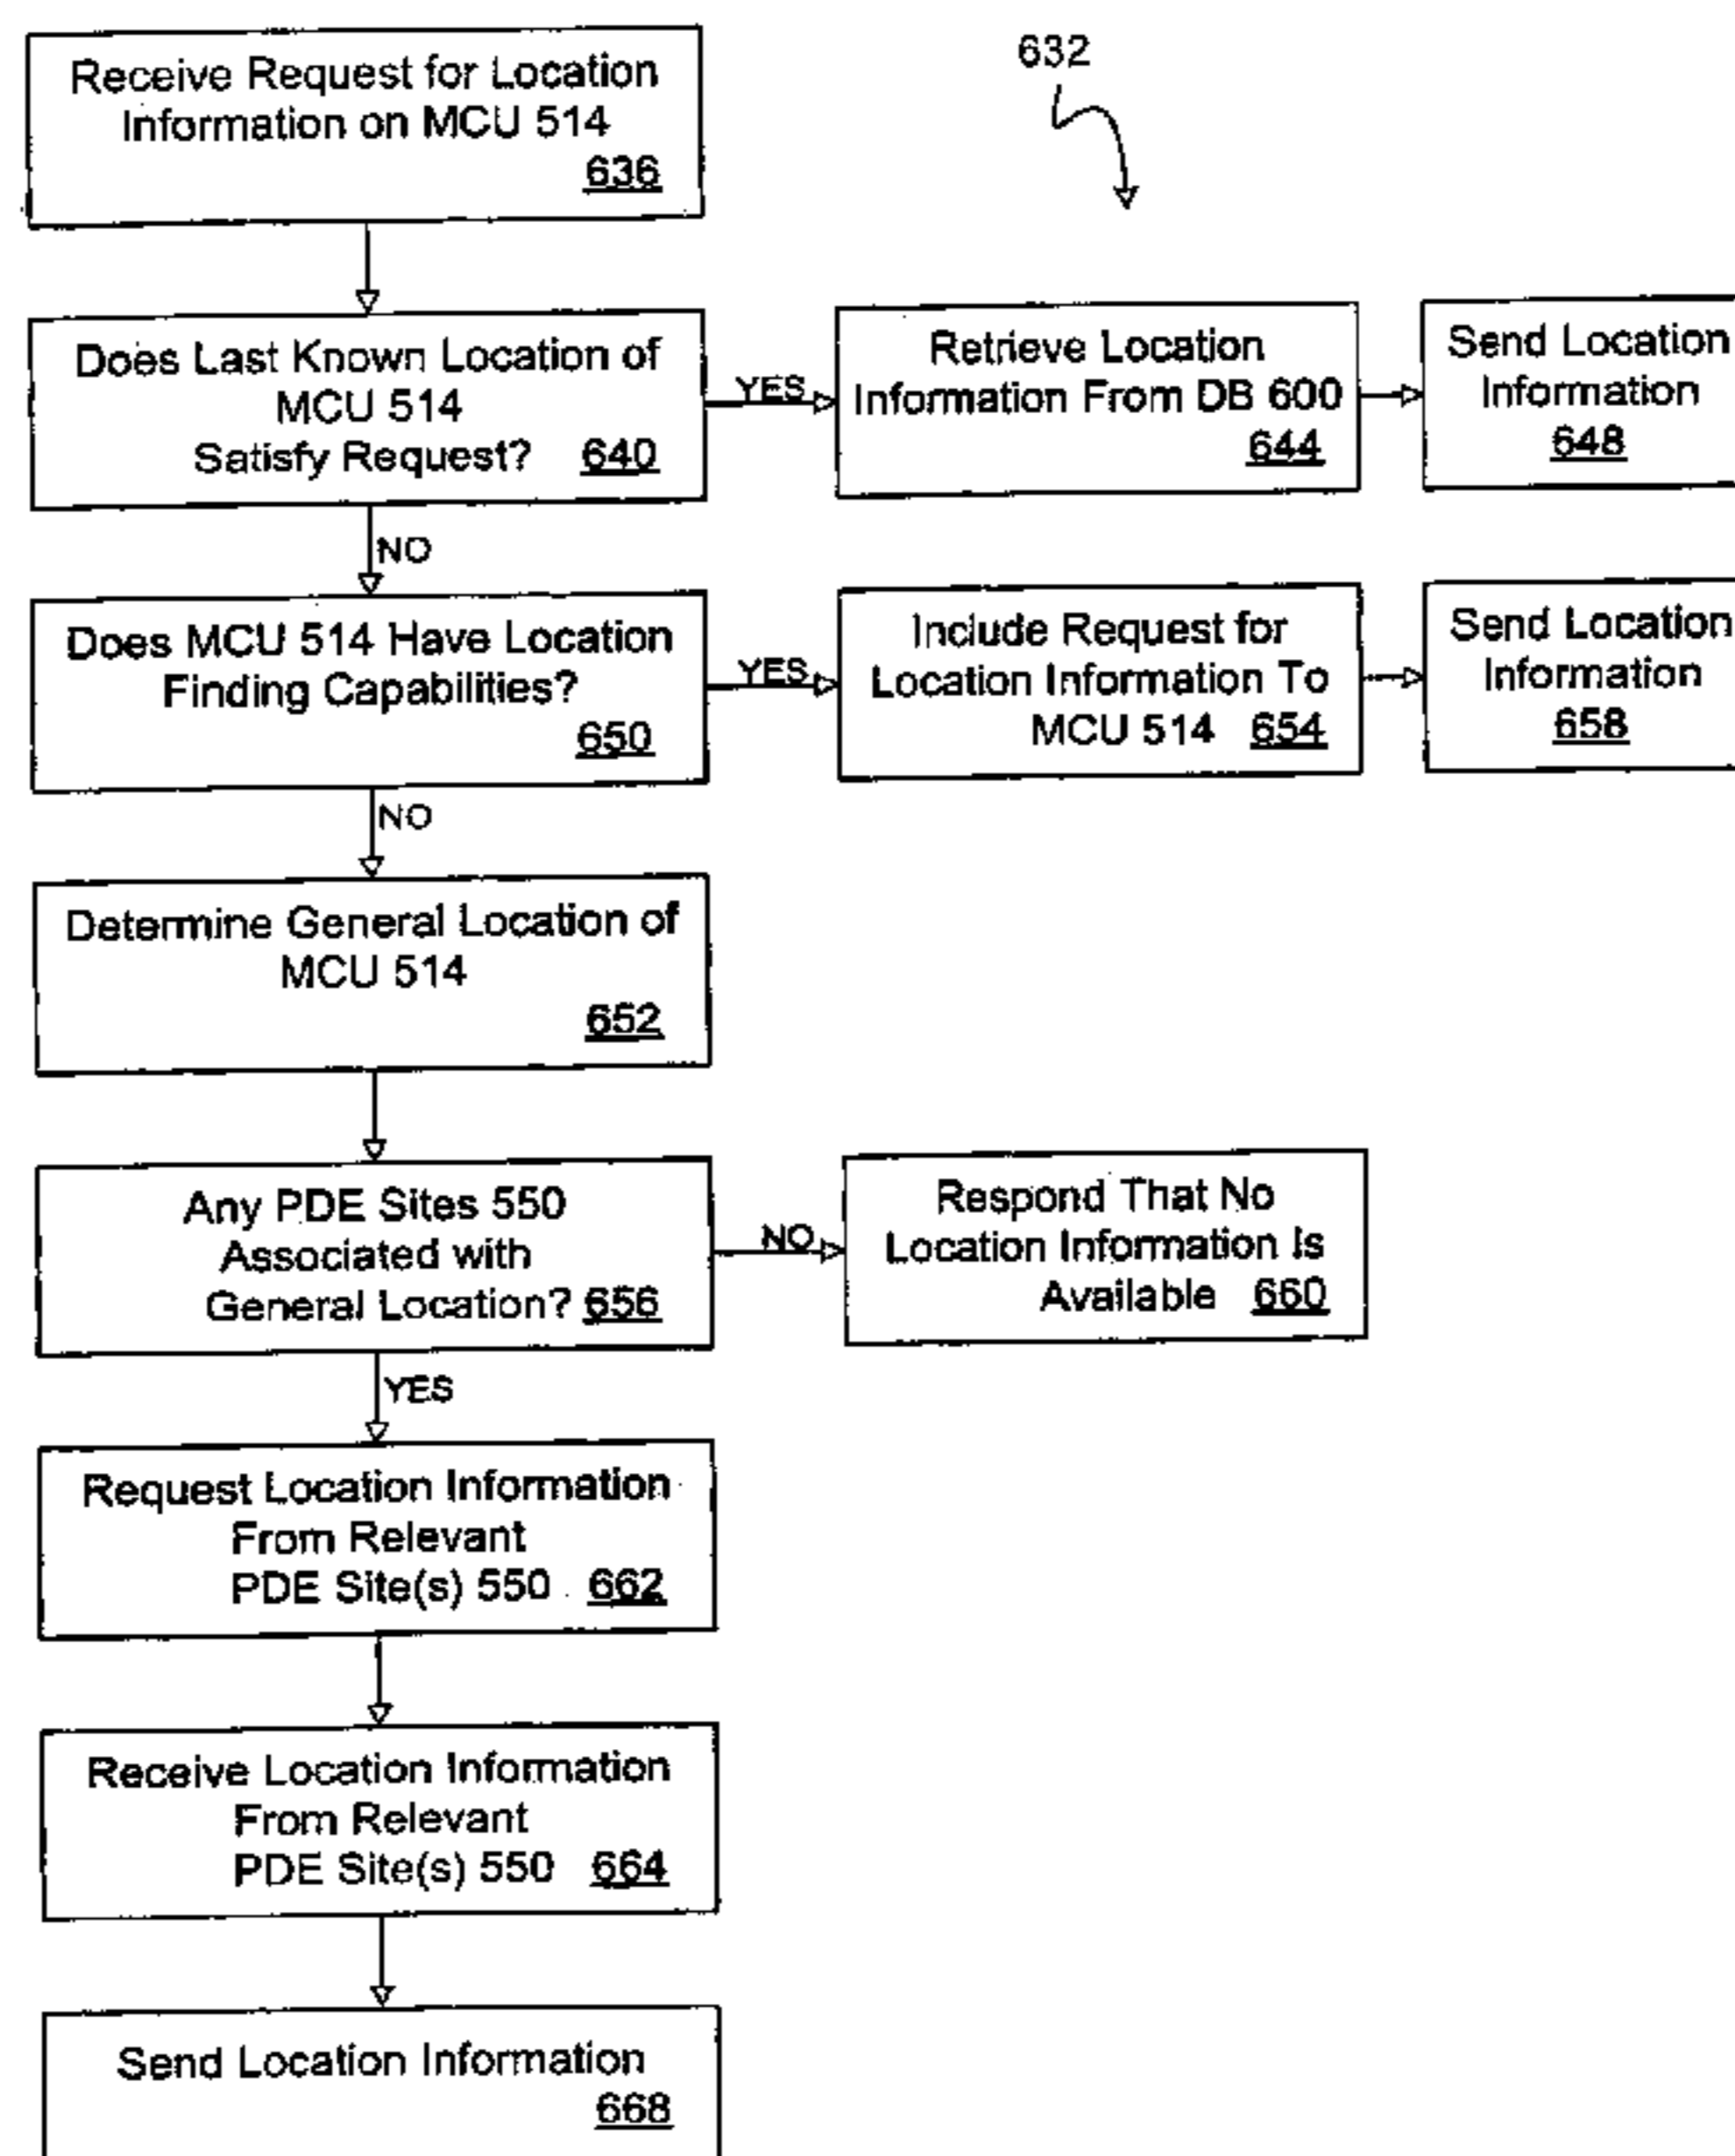 632
Receive Request for Location
Information on MCU 514
636
Does Last Known Location of
MCU 514
Satisfy Request? 640
YES
Retrieve Location
Information From DB 600
644
Send Location
Information
648
NO
Does MCU 514 Have Location
Finding Capabilities?
650
YES
Include Request for
Location Information To
MCU 514 654
Send Location
Information
658
NO
Determine General Location of
MCU 514
652
Any PDE Sites 550
Associated with
General Location? 656
NO
Respond That No
Location Information Is
Available 660
YES
Request Location Information
From Relevant
PDE Site(s) 550 662
Receive Location Information
From Relevant
PDE Site(s) 550 664
Send Location Information
668